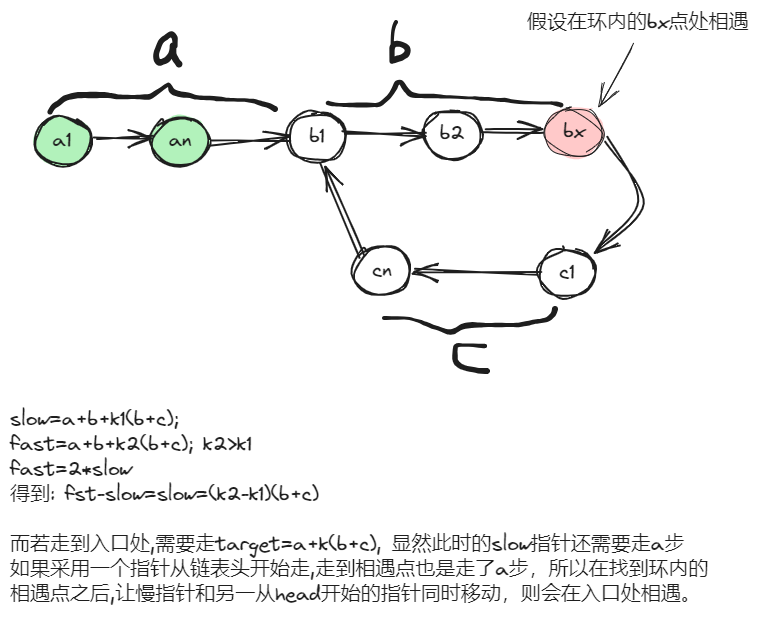 假设在环内的bx点处相遇
a
b
a1
an
b1
b2
bx
cn
c1
c
slow=a+b+k1(b+c);
fast=a+b+k2(b+c); k2>k1
fast=2*slow
得到: fst-slow=slow=(k2-k1)(b+c)
而若走到入口处,需要走target=a+k(b+c), 显然此时的slow指针还需要走a步
如果采用一个指针从链表头开始走,走到相遇点也是走了a步，所以在找到环内的
相遇点之后,让慢指针和另一从head开始的指针同时移动，则会在入口处相遇。